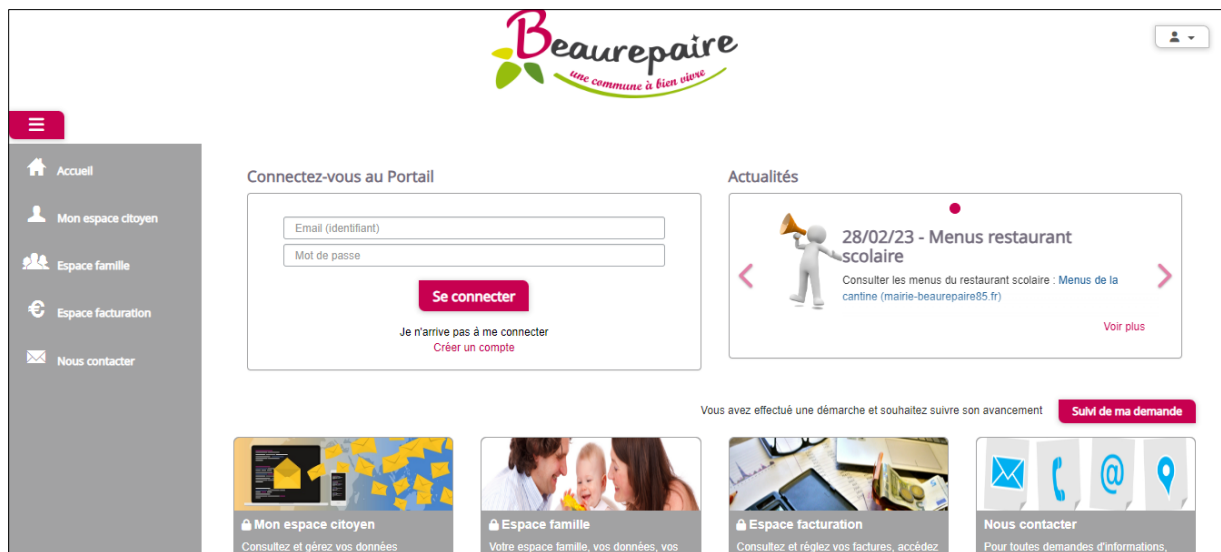 Beaurepaire
une commune à bien vivre
Accueil
Mon espace citoyen
Espace famille
Espace facturation
Nous contacter
Connectez-vous au Portail
Email (identifiant)
Mot de passe
Se connecter
Je n'arrive pas à me connecter
Créer un compte
Actualités
28/02/23 - Menus restaurant
scolaire
Consulter les menus du restaurant scolaire : Menus de la
cantine (mairie-beaurepaire85.fr)
Voir plus
Vous avez effectué une démarche et souhaitez suivre son avancement
Suivi de ma demande
Mon espace citoyen
Consultez et gérez vos données
Espace famille
Votre espace famille, vos données, vos
Espace facturation
Consultez et réglez vos factures, accédez
Nous contacter
Pour toutes demandes d'informations,